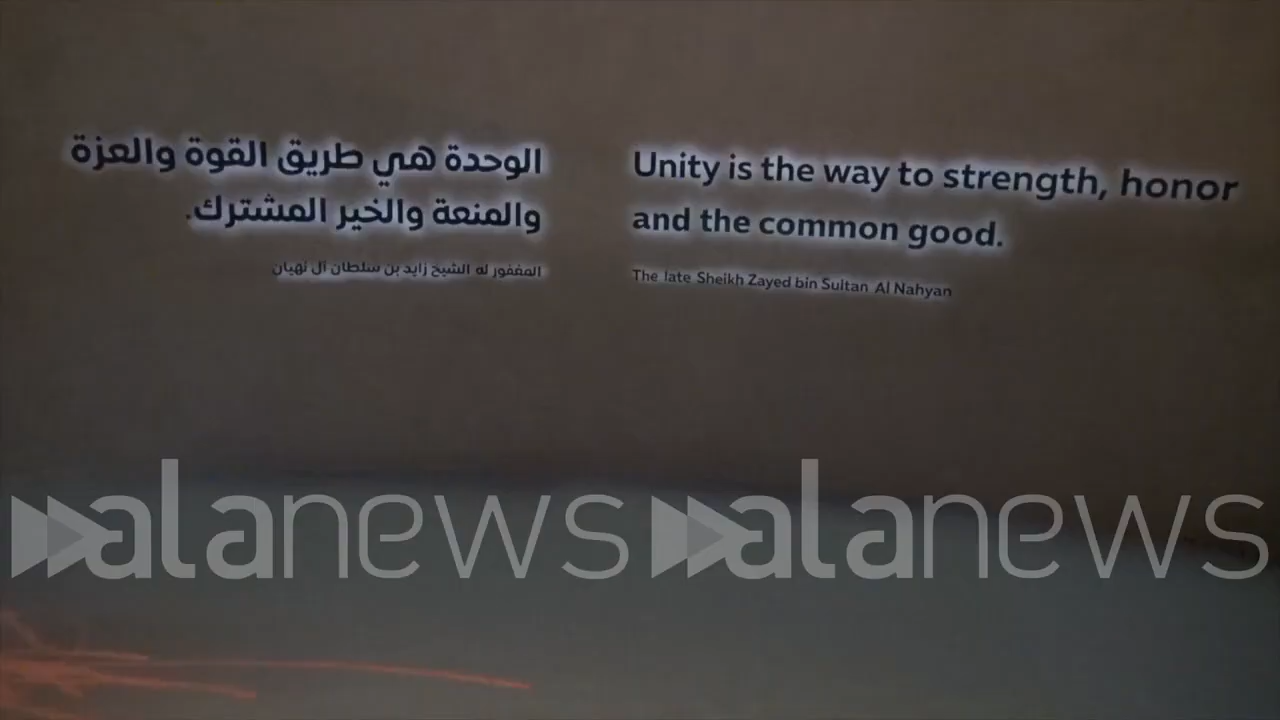 الوحدة هي طريق القوة والعزة
والمنعة والخير المشترك.
المغفور له الشيخ زايد بن سلطان آل نهيان
Unity is the way to strength, honor
and the common good.
The late Sheikh Zayed bin Sultan Al Nahyan
alanews alanews